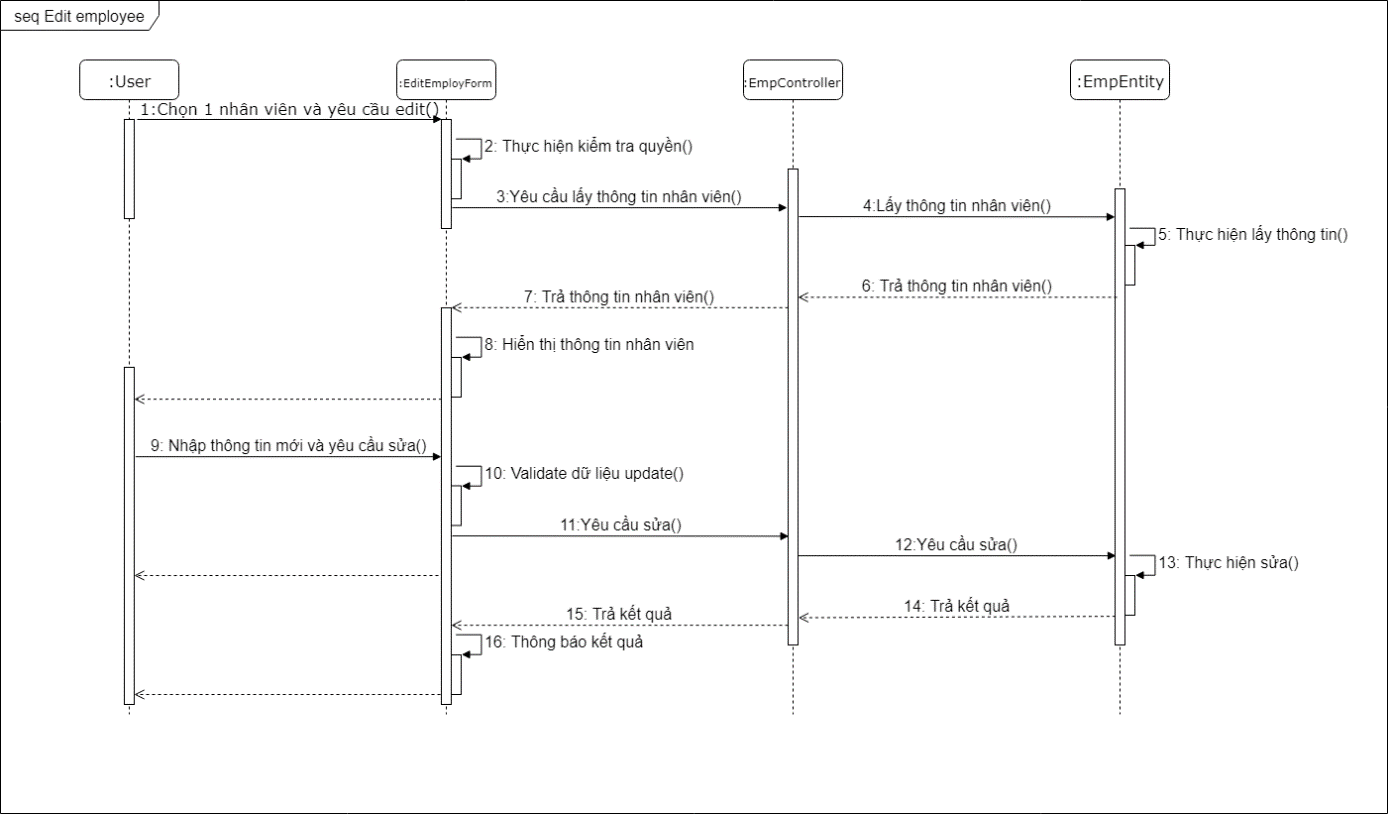 seq Edit employee
:User
:EditEmployForm
:EmpController
:EmpEntity
1:Chọn 1 nhân viên và yêu cầu edit()
2: Thực hiện kiểm tra quyền()
3:Yêu cầu lấy thông tin nhân viên()
4:Lấy thông tin nhân viên()
5: Thực hiện lấy thông tin()
6: Trả thông tin nhân viên()
7: Trả thông tin nhân viên()
8: Hiển thị thông tin nhân viên
9: Nhập thông tin mới và yêu cầu sửa()
10: Validate dữ liệu update()
11:Yêu cầu sửa()
12:Yêu cầu sửa()
13: Thực hiện sửa()
14: Trả kết quả
15: Trả kết quả
16: Thông báo kết quả